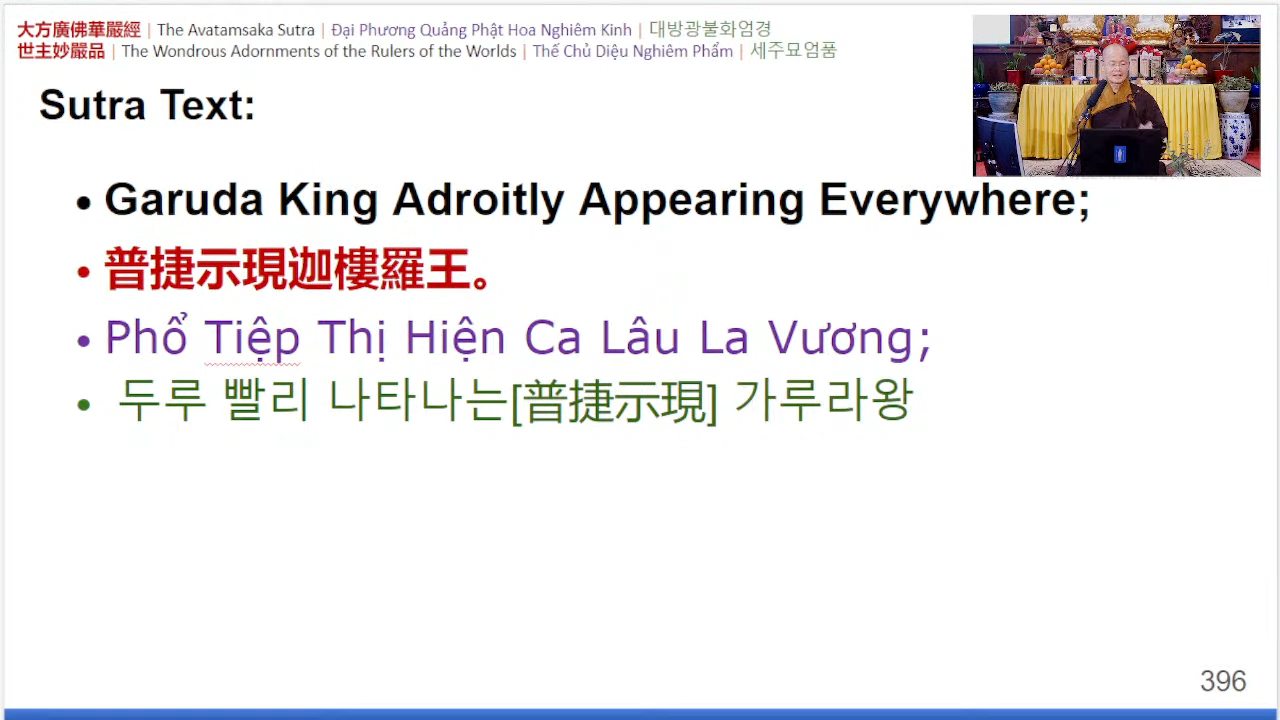 大方廣佛華嚴經 | The Avatamsaka Sutra | Đại Phương Quảng Phật Hoa Nghiêm Kinh | 대방광불화엄경
世主妙嚴品 | The Wondrous Adornments of the Rulers of the Worlds | Thế Chủ Diệu Nghiêm Phẩm | 세주묘엄품
Sutra Text:
• Garuda King Adroitly Appearing Everywhere;
• 普捷示現迦樓羅王。
• Phổ Tiệp Thị Hiện Ca Lâu La Vương;
• 두루 빨리 나타나는[普捷示現] 가루라왕
396